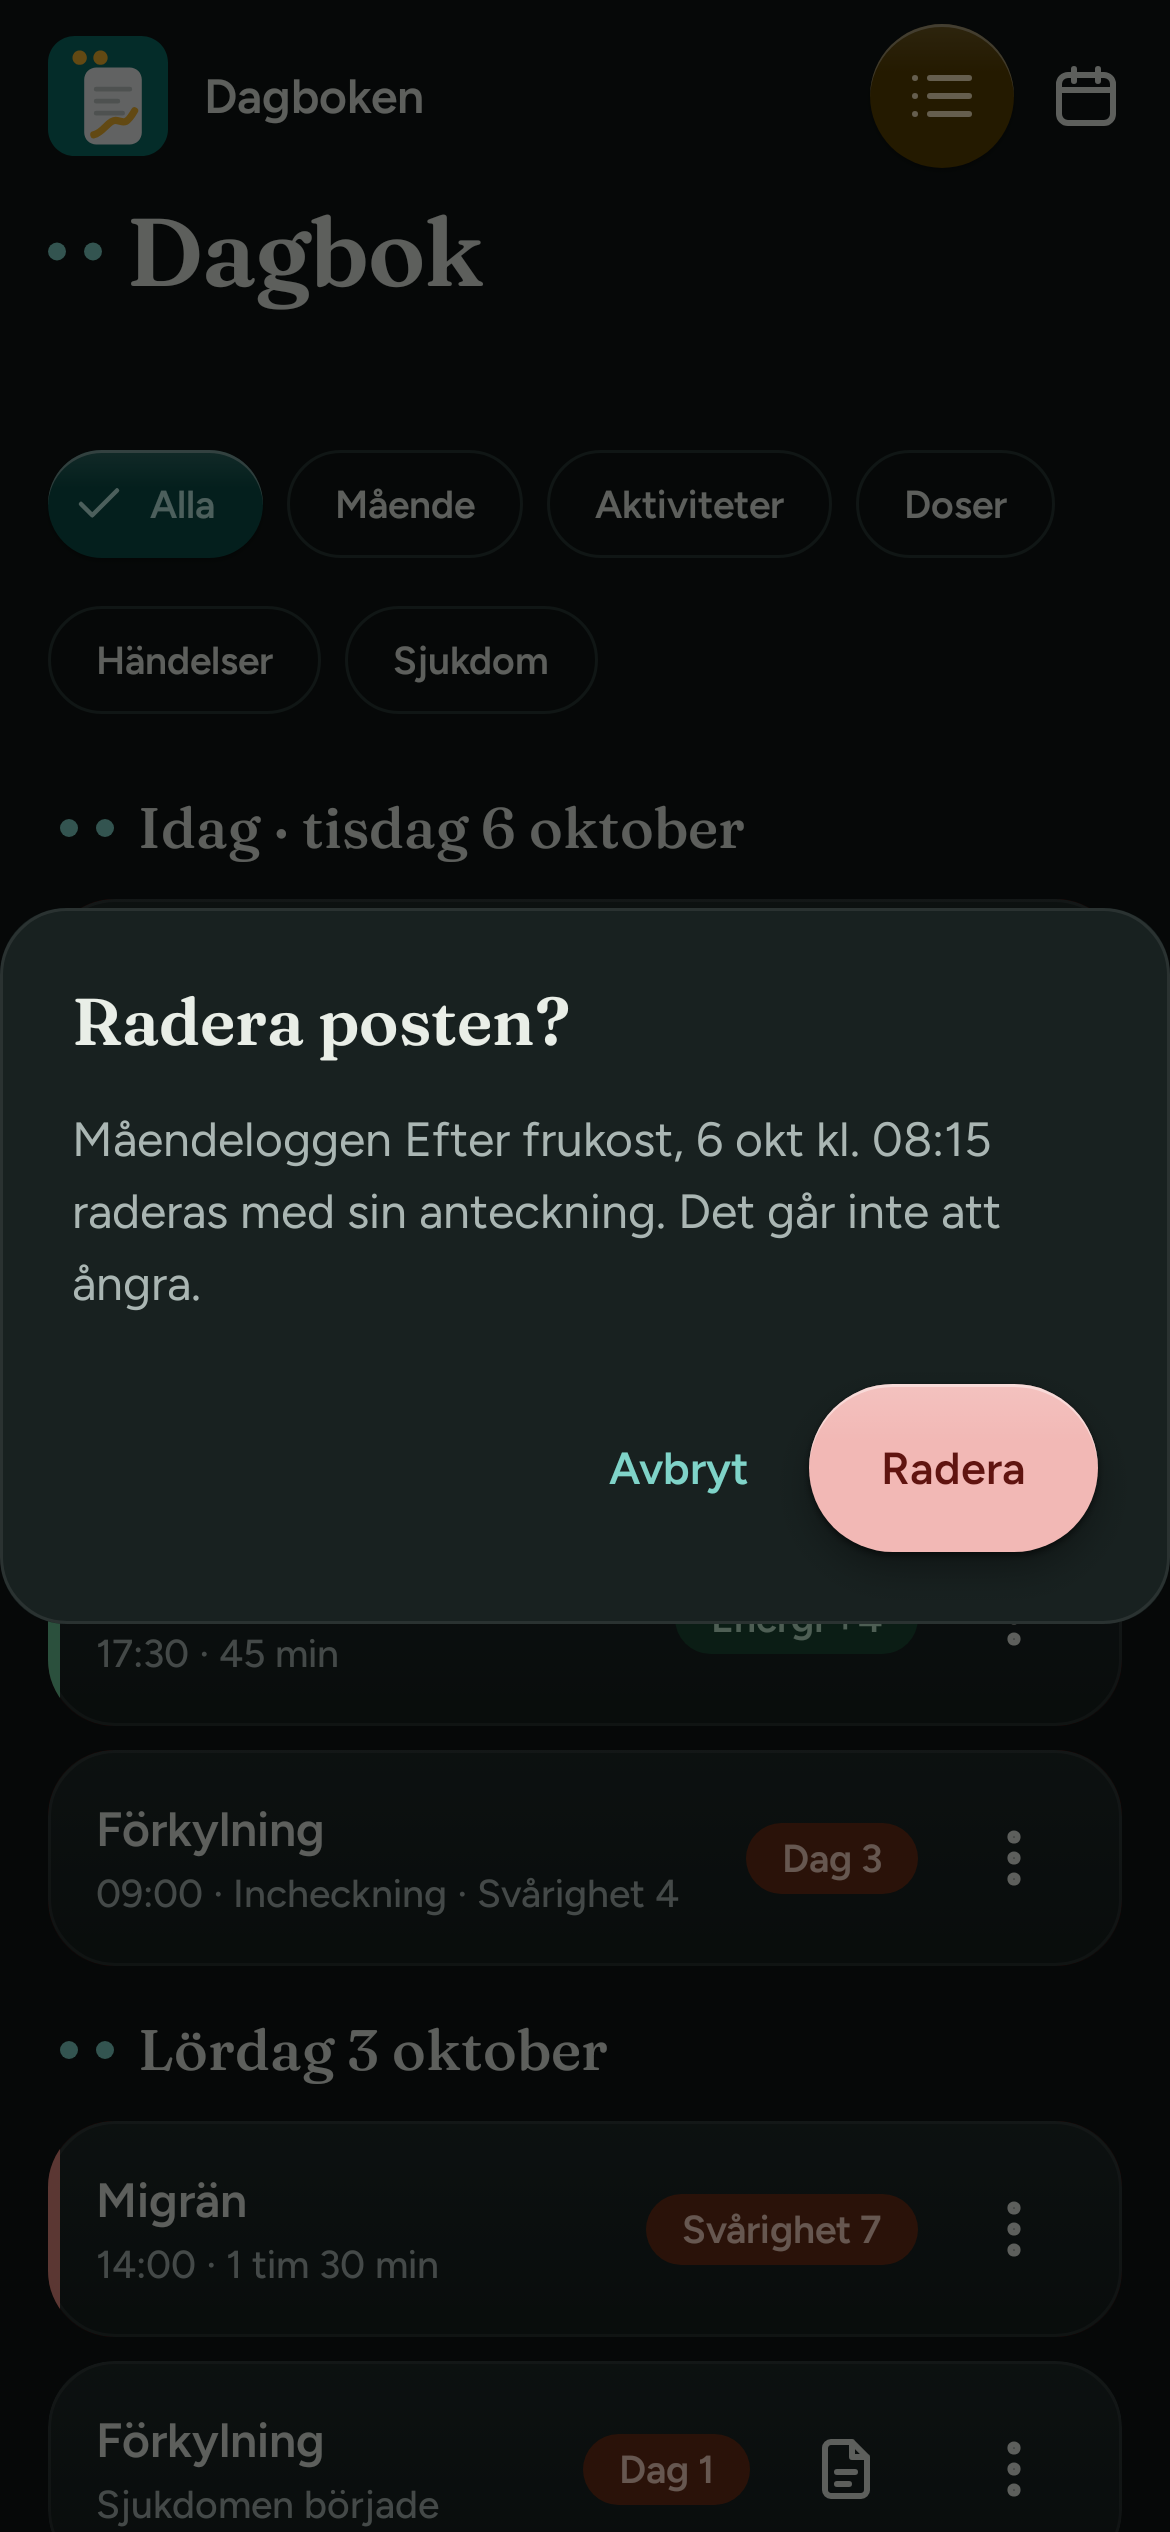 Dagboken
Dagbok
Alla
Mående
Aktiviteter
Doser
Händelser
Sjukdom
Idag · tisdag 6 oktober
Radera posten?
Måendeloggen Efter frukost, 6 okt kl. 08:15
raderas med sin anteckning. Det går inte att
ångra.
Avbryt
Radera
Energi +4
17:30 · 45 min
Förkylning
Dag 3
09:00 · Incheckning · Svårighet 4
Lördag 3 oktober
Migrän
Svårighet 7
14:00 · 1 tim 30 min
Förkylning
Dag 1
Sjukdomen började